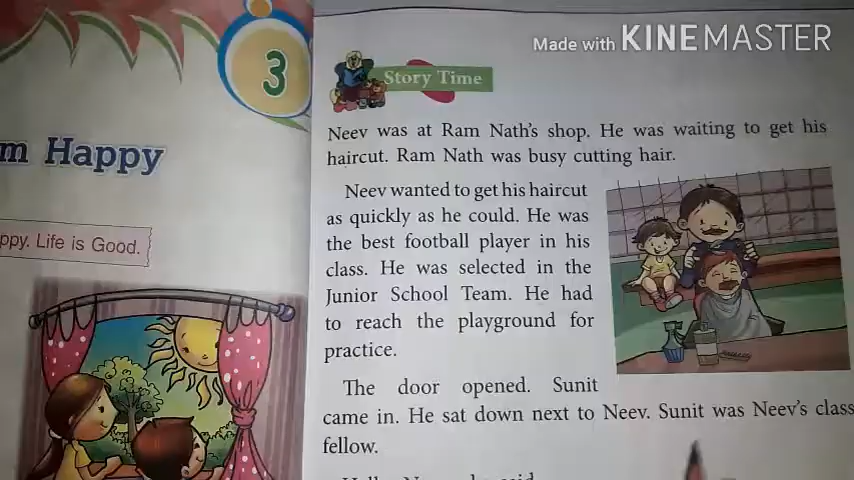 Made with KINEMASTER
3
m Happy
ppy. Life is Good.
Story Time
Neev was at Ram Nath's shop. He was waiting to get his
haircut. Ram Nath was busy cutting hair.
Neev wanted to get his haircut
as quickly as he could. He was
the best football player in his
class. He was selected in the
Junior School Team. He had
to reach the playground for
practice.
The door opened. Sunit
came in. He sat down next to Neev. Sunit was Neev's class
fellow.